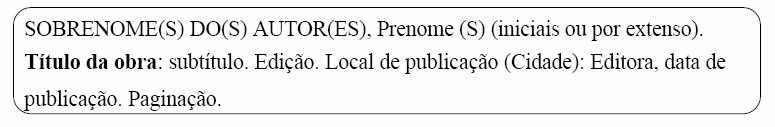 SOBRENOME(S) DO(S) AUTOR(ES), Prenome (S) (iniciais ou por extenso).
Título da obra: subtítulo. Edição. Local de publicação (Cidade): Editora, data de
publicação. Paginação.